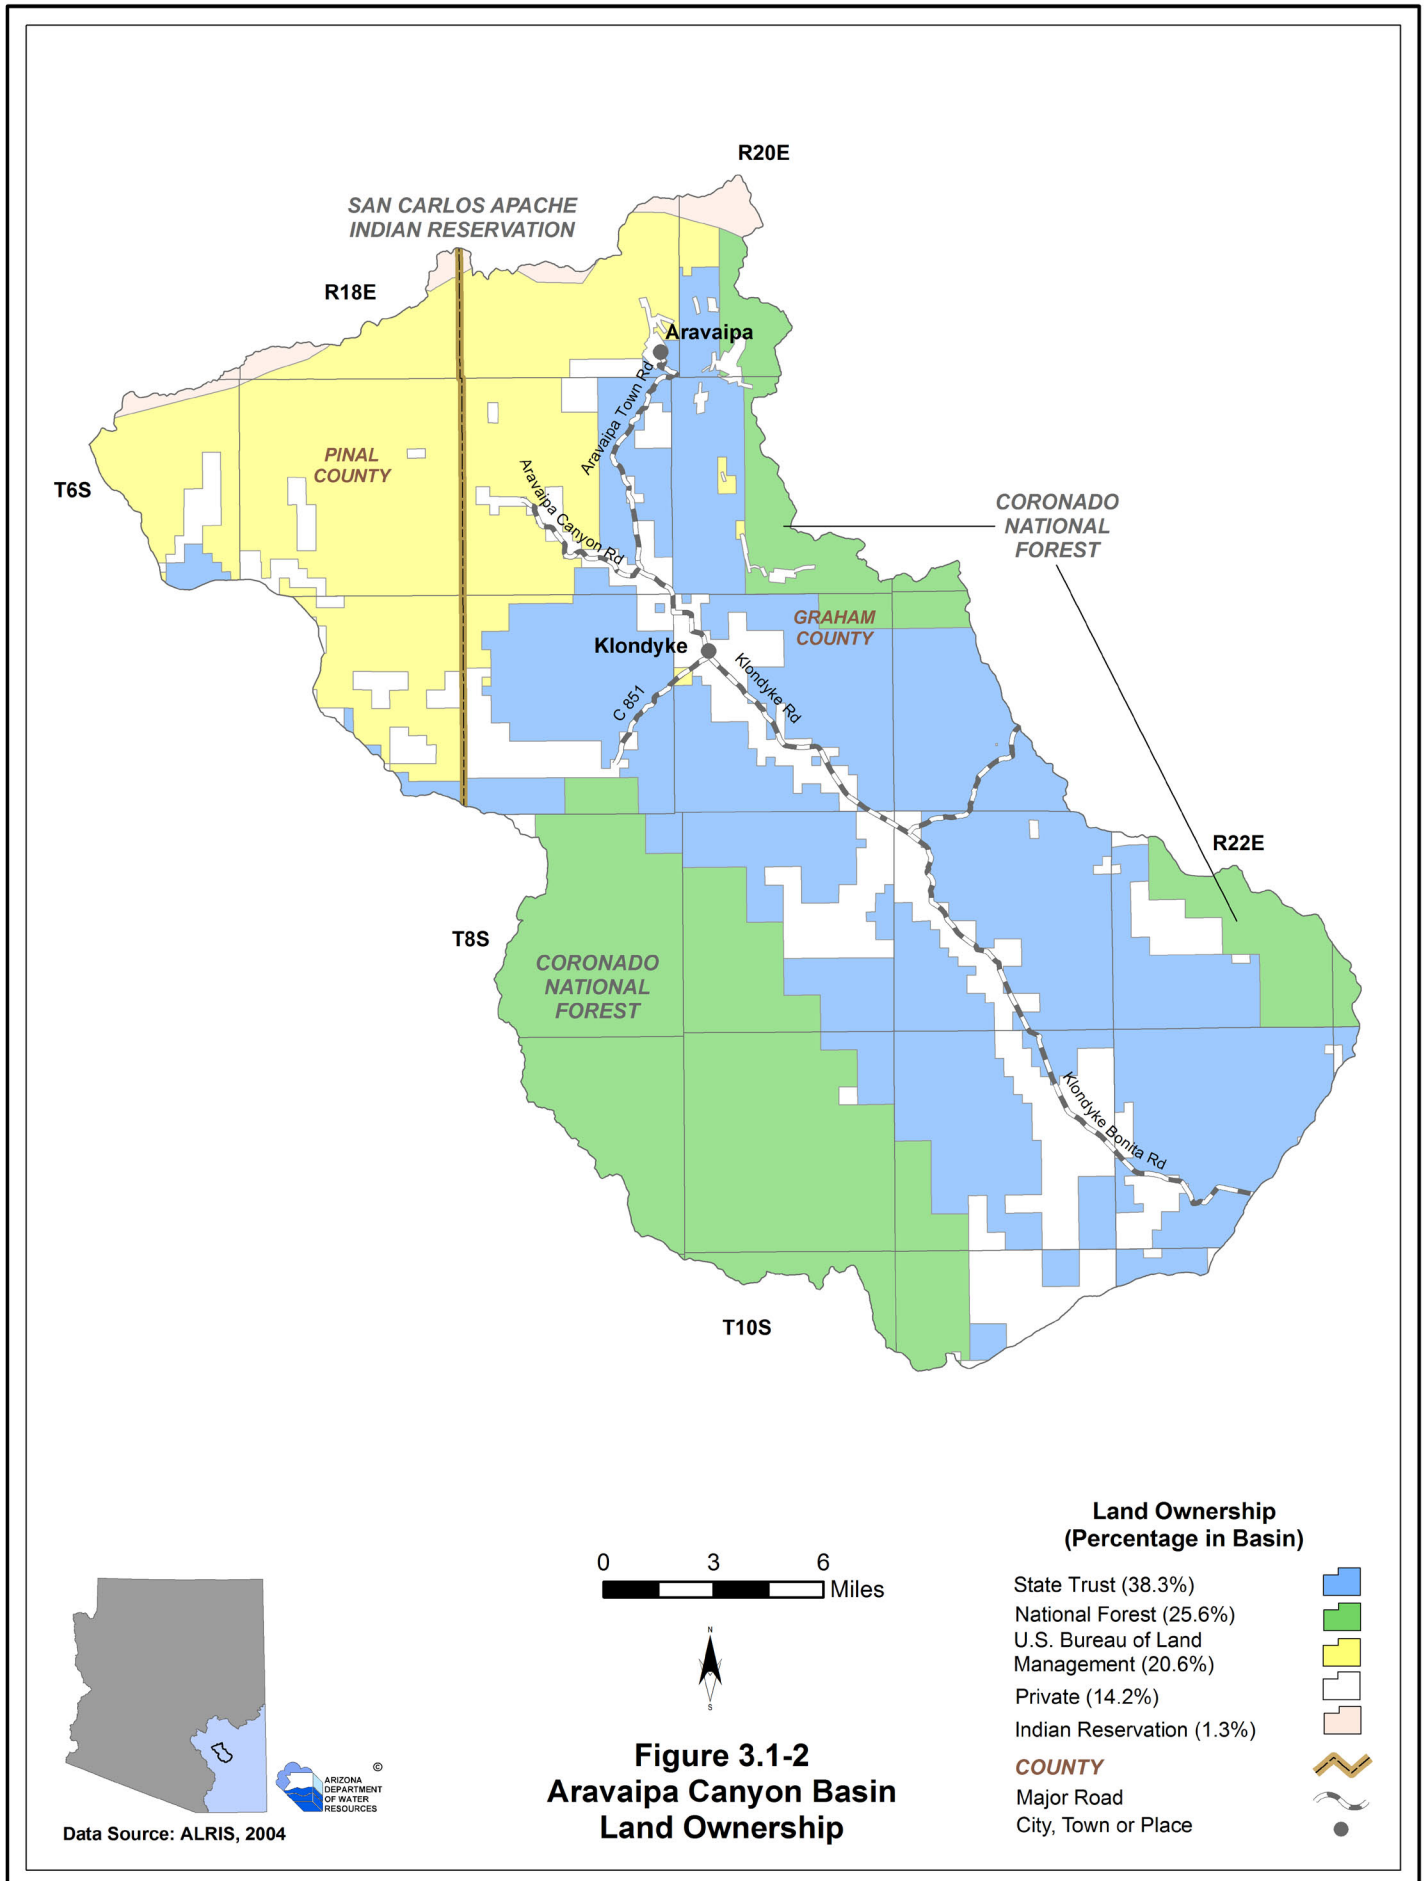 R20E
SAN CARLOS APACHE
INDIAN RESERVATION
R18E
Aravaipa
Aravaipa Town Rd
PINAL
COUNTY
T6S
Aravaipa Canyon Rd
CORONADO
NATIONAL
FOREST
GRAHAM
COUNTY
Klondyke
Klondyke Rd
C 851
R22E
T8S
CORONADO
NATIONAL
FOREST
Klondyke Bonita Rd
T10S
Land Ownership
(Percentage in Basin)
State Trust (38.3%)
National Forest (25.6%)
U.S. Bureau of Land
Management (20.6%)
Private (14.2%)
Indian Reservation (1.3%)
COUNTY
Major Road
City, Town or Place
0 3 6
Miles
N
S
Figure 3.1-2
Aravaipa Canyon Basin
Land Ownership
©
ARIZONA
DEPARTMENT
OF WATER
RESOURCES
Data Source: ALRIS, 2004